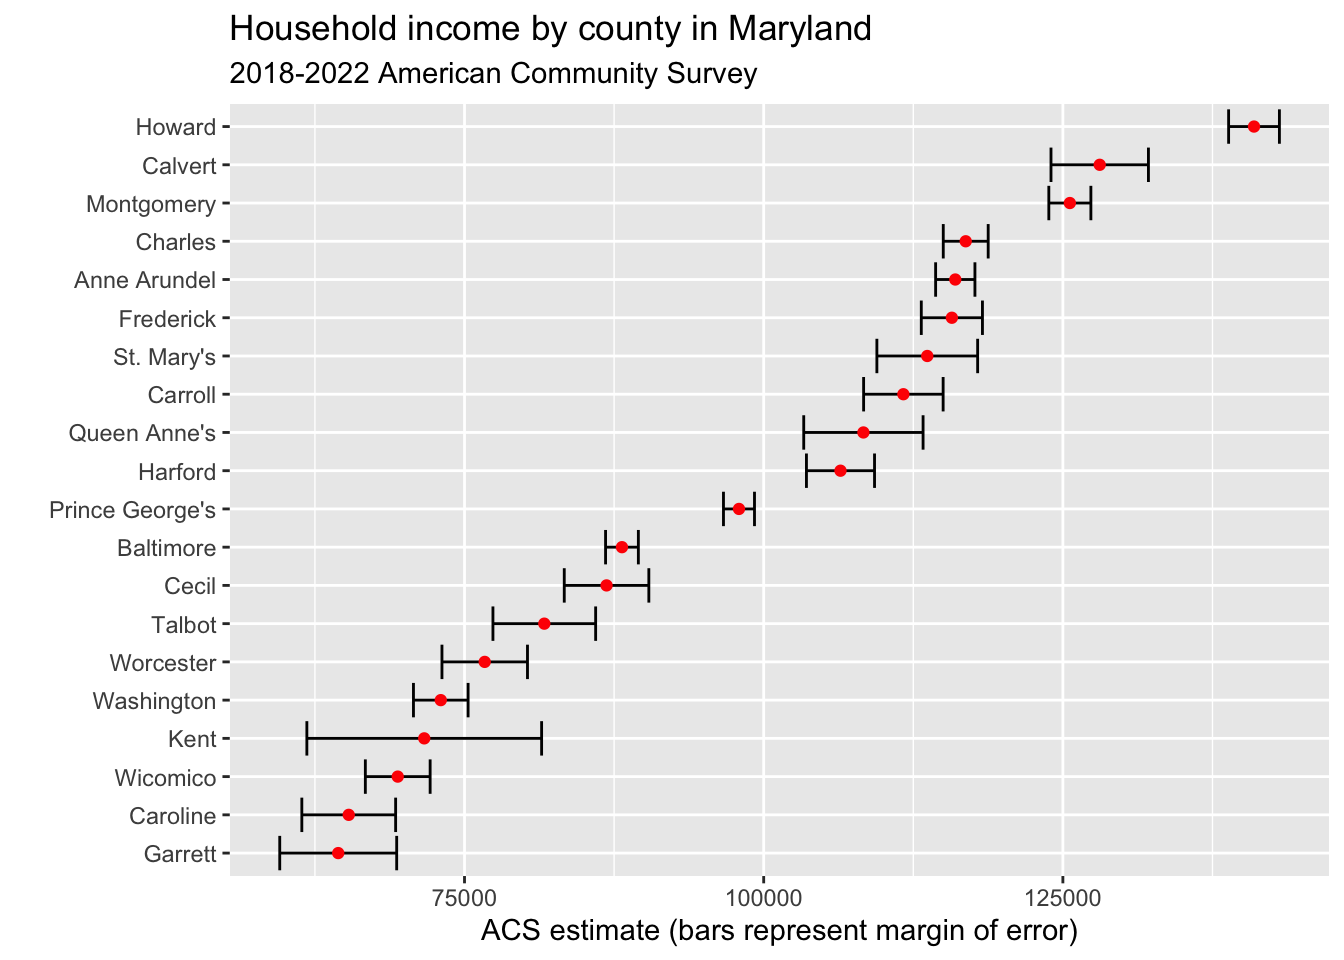 Household income by county in Maryland
2018-2022 American Community Survey
Howard
Calvert
Montgomery
Charles
Anne Arundel
Frederick
St. Mary's
Carroll
Queen Anne's
Harford
Prince George's
Baltimore
Cecil
Talbot
Worcester
Washington
Kent
Wicomico
Caroline
Garrett
75000 100000 125000
ACS estimate (bars represent margin of error)